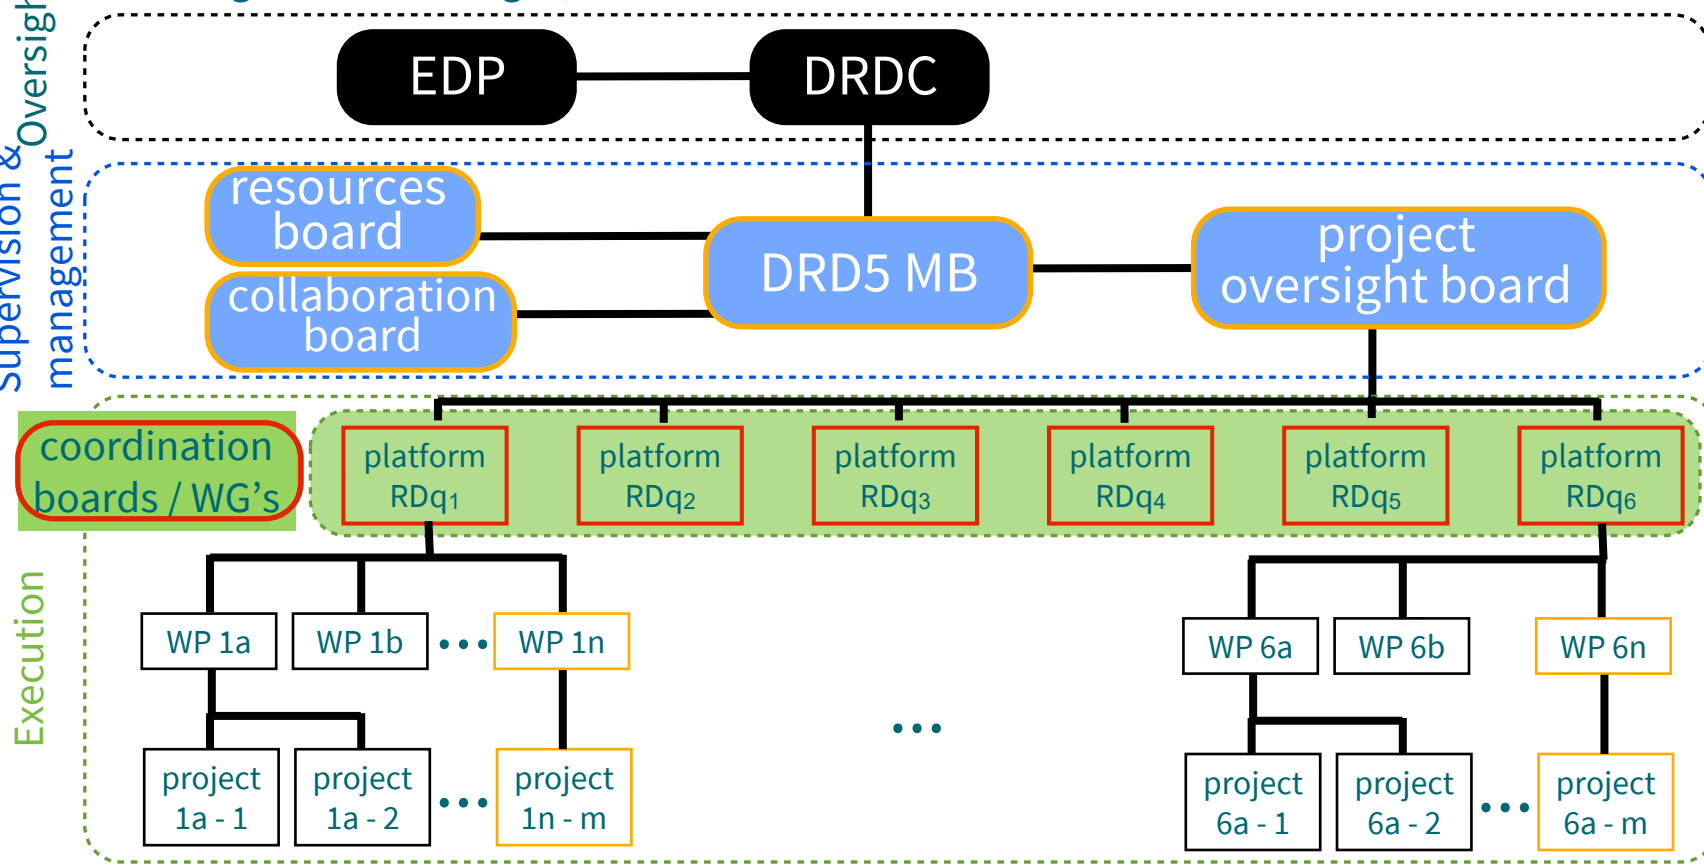 Oversigh
EDP
DRDC
Supervision &
management
resources
board
collaboration
board
DRD5 MB
project
oversight board
coordination
boards / WG's
platform
RDq1
platform
RDq2
platform
RDq3
platform
RDq4
platform
RDq5
platform
RDq6
Execution
WP 1a
WP 1b
...
WP 1n
WP 6a
WP 6b
WP 6n
...
project
1a - 1
project
1a - 2
...
project
1n - m
project
6a - 1
project
6a - 2
...
project
6a - m